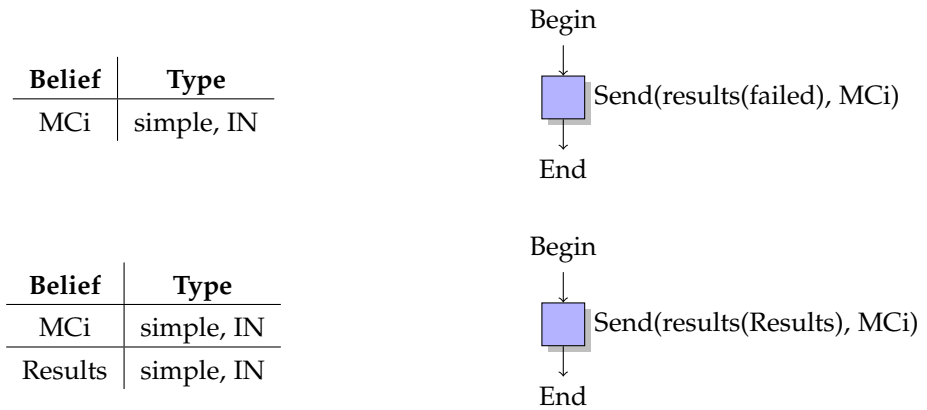 Belief Type
MCi simple, IN
Begin
Send(results(failed), MCi)
End
Belief Type
MCi simple, IN
Results simple, IN
Begin
Send(results(Results), MCi)
End